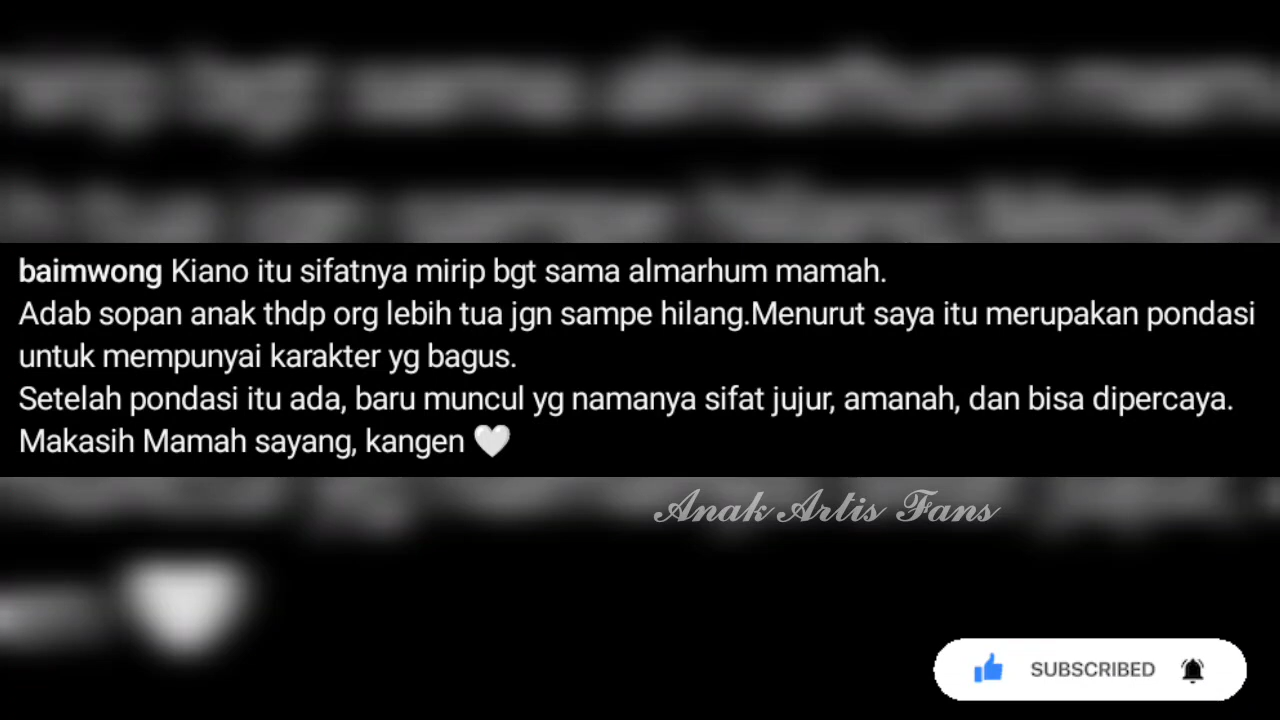 baimwong Kiano itu sifatnya mirip bgt sama almarhum mamah.
Adab sopan anak thdp org lebih tua jgn sampe hilang.Menurut saya itu merupakan pondasi
untuk mempunyai karakter yg bagus.
Setelah pondasi itu ada, baru muncul yg namanya sifat jujur, amanah, dan bisa dipercaya.
Makasih Mamah sayang, kangen 🤍
Anak Artis Fans
SUBSCRIBED